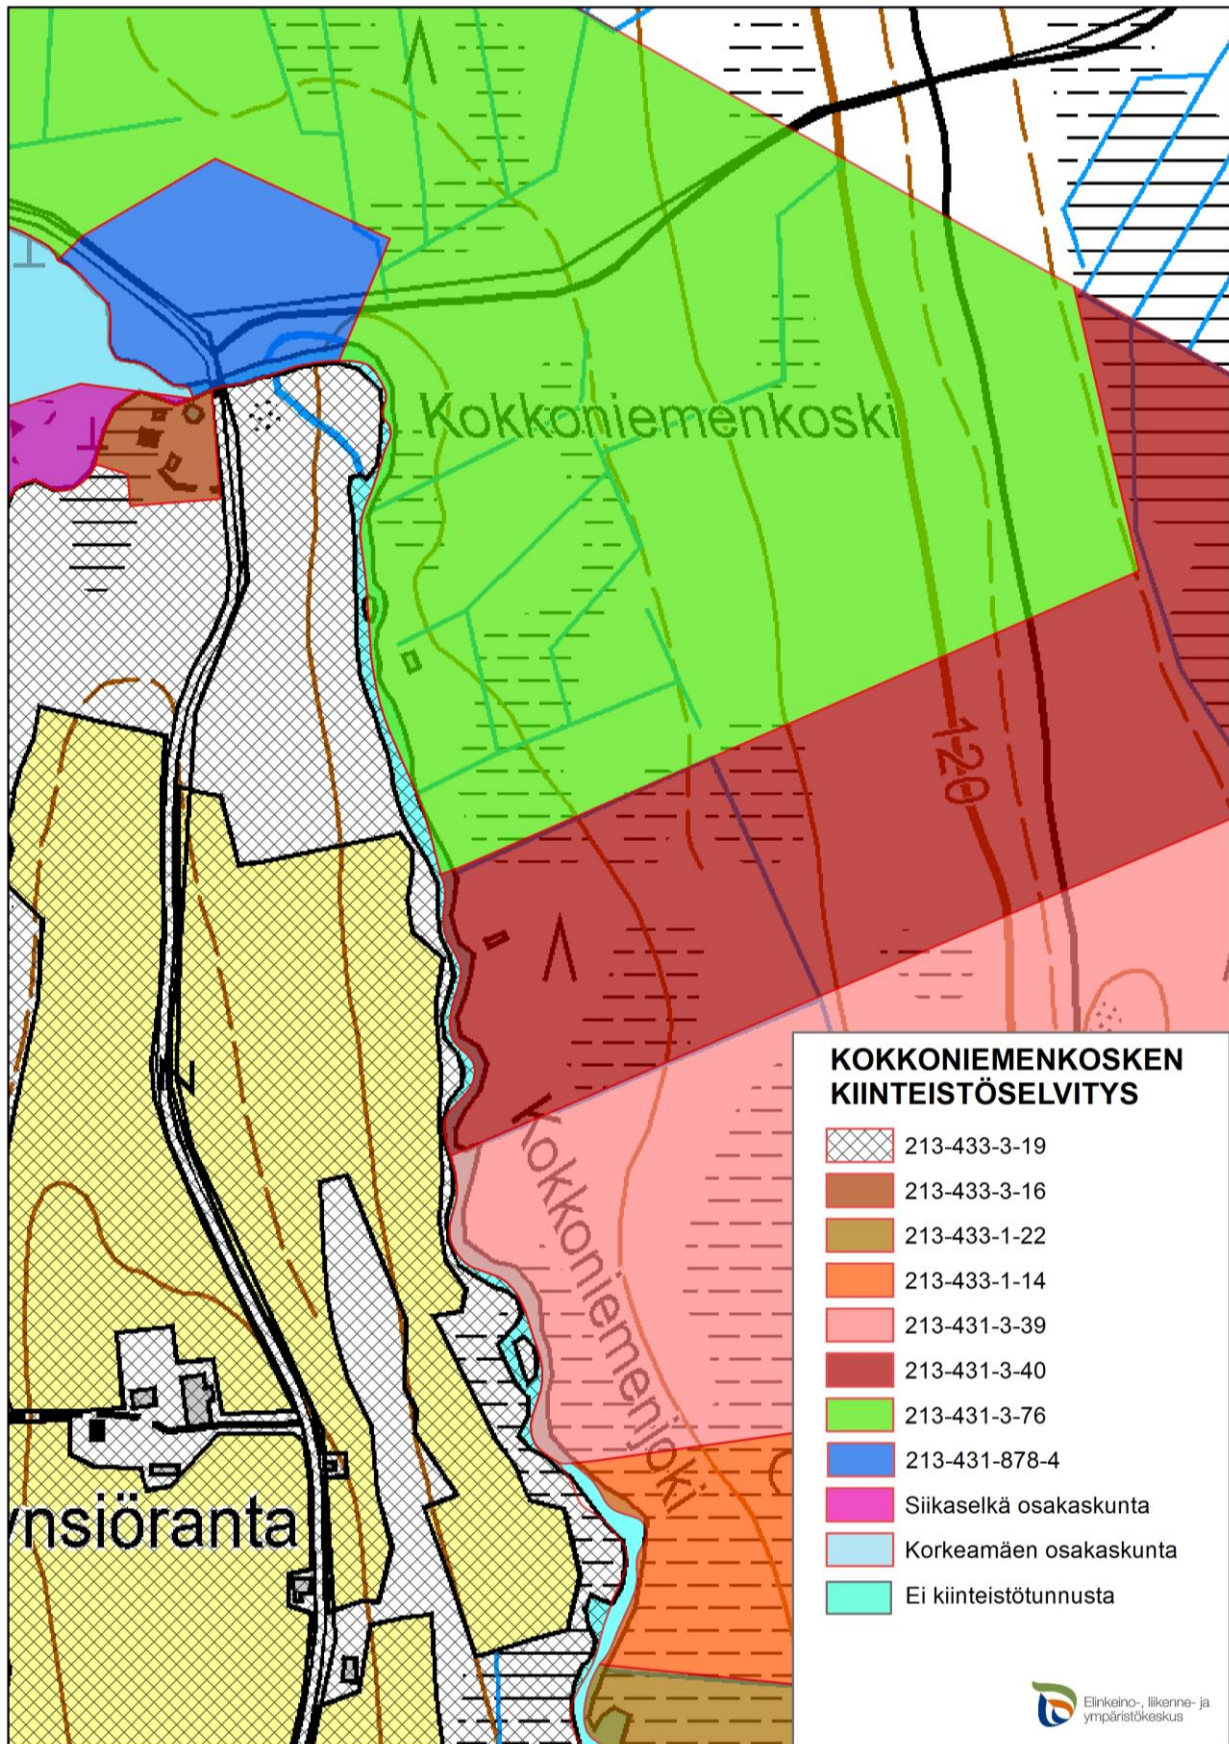 Kokkoniemenkoski
120
Kokkoniemenjoki
ynsiöranta
KOKKONIEMENKOSKEN
KIINTEISTÖSELVITYS
213-433-3-19
213-433-3-16
213-433-1-22
213-433-1-14
213-431-3-39
213-431-3-40
213-431-3-76
213-431-878-4
Siikaselkä osakaskunta
Korkeamäen osakaskunta
Ei kiinteistötunnusta
Elinkeino-, liikenne- ja
ympäristökeskus